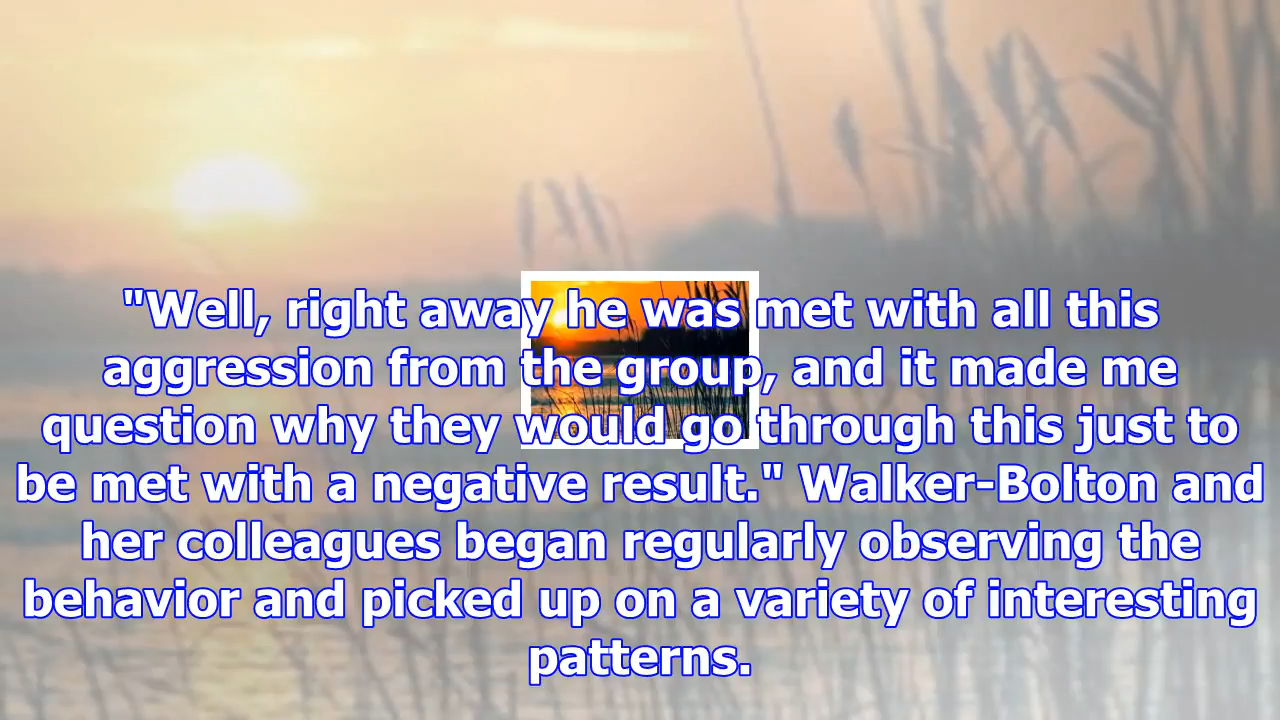 "Well, right away he was met with all this
aggression from the group, and it made me
question why they would go through this just to
be met with a negative result." Walker-Bolton and
her colleagues began regularly observing the
behavior and picked up on a variety of interesting
patterns.